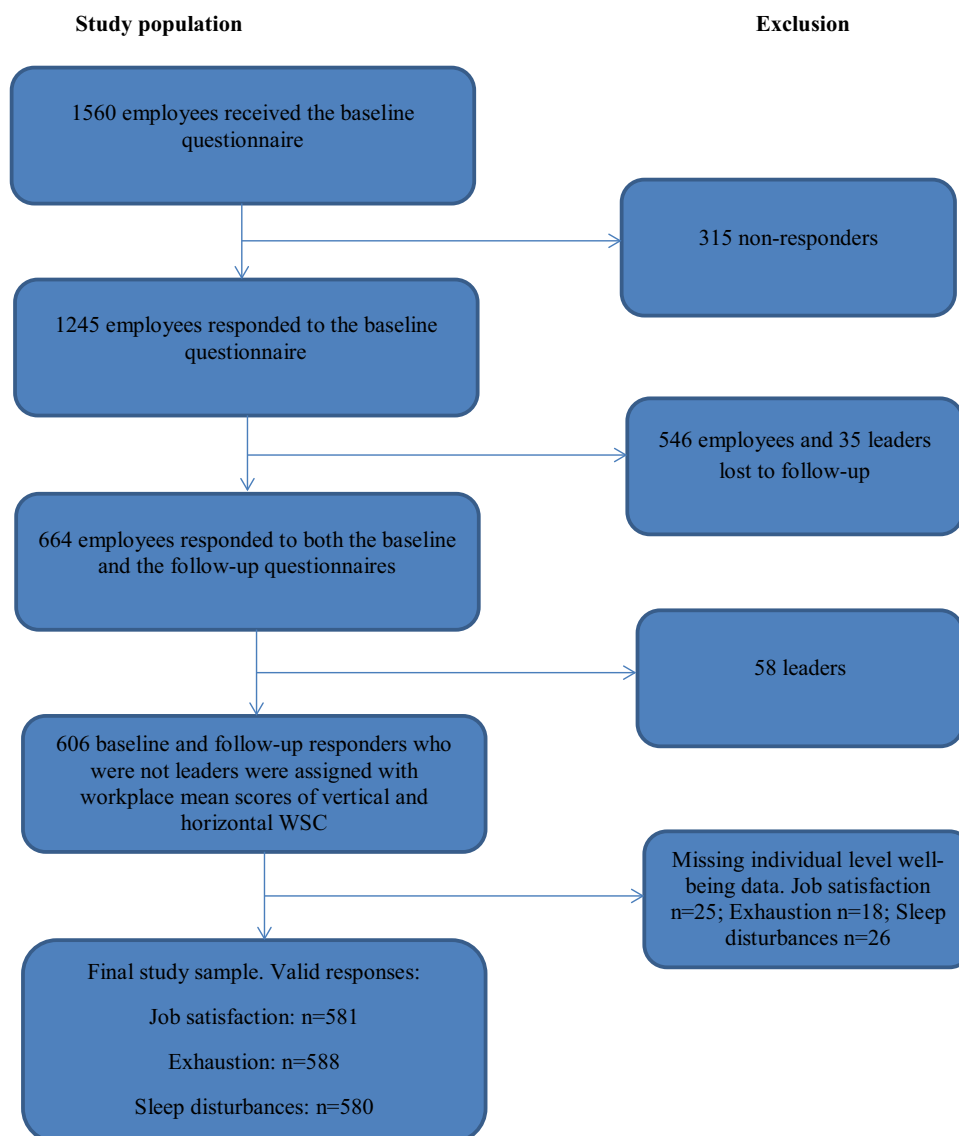 Study population
Exclusion
1560 employees received the baseline
questionnaire
315 non-responders
1245 employees responded to the baseline
questionnaire
546 employees and 35 leaders
lost to follow-up
664 employees responded to both the baseline
and the follow-up questionnaires
58 leaders
606 baseline and follow-up responders who
were not leaders were assigned with
workplace mean scores of vertical and
horizontal WSC
Missing individual level well-
being data. Job satisfaction
n=25; Exhaustion n=18; Sleep
disturbances n=26
Final study sample. Valid responses:
Job satisfaction: n=581
Exhaustion: n=588
Sleep disturbances: n=580